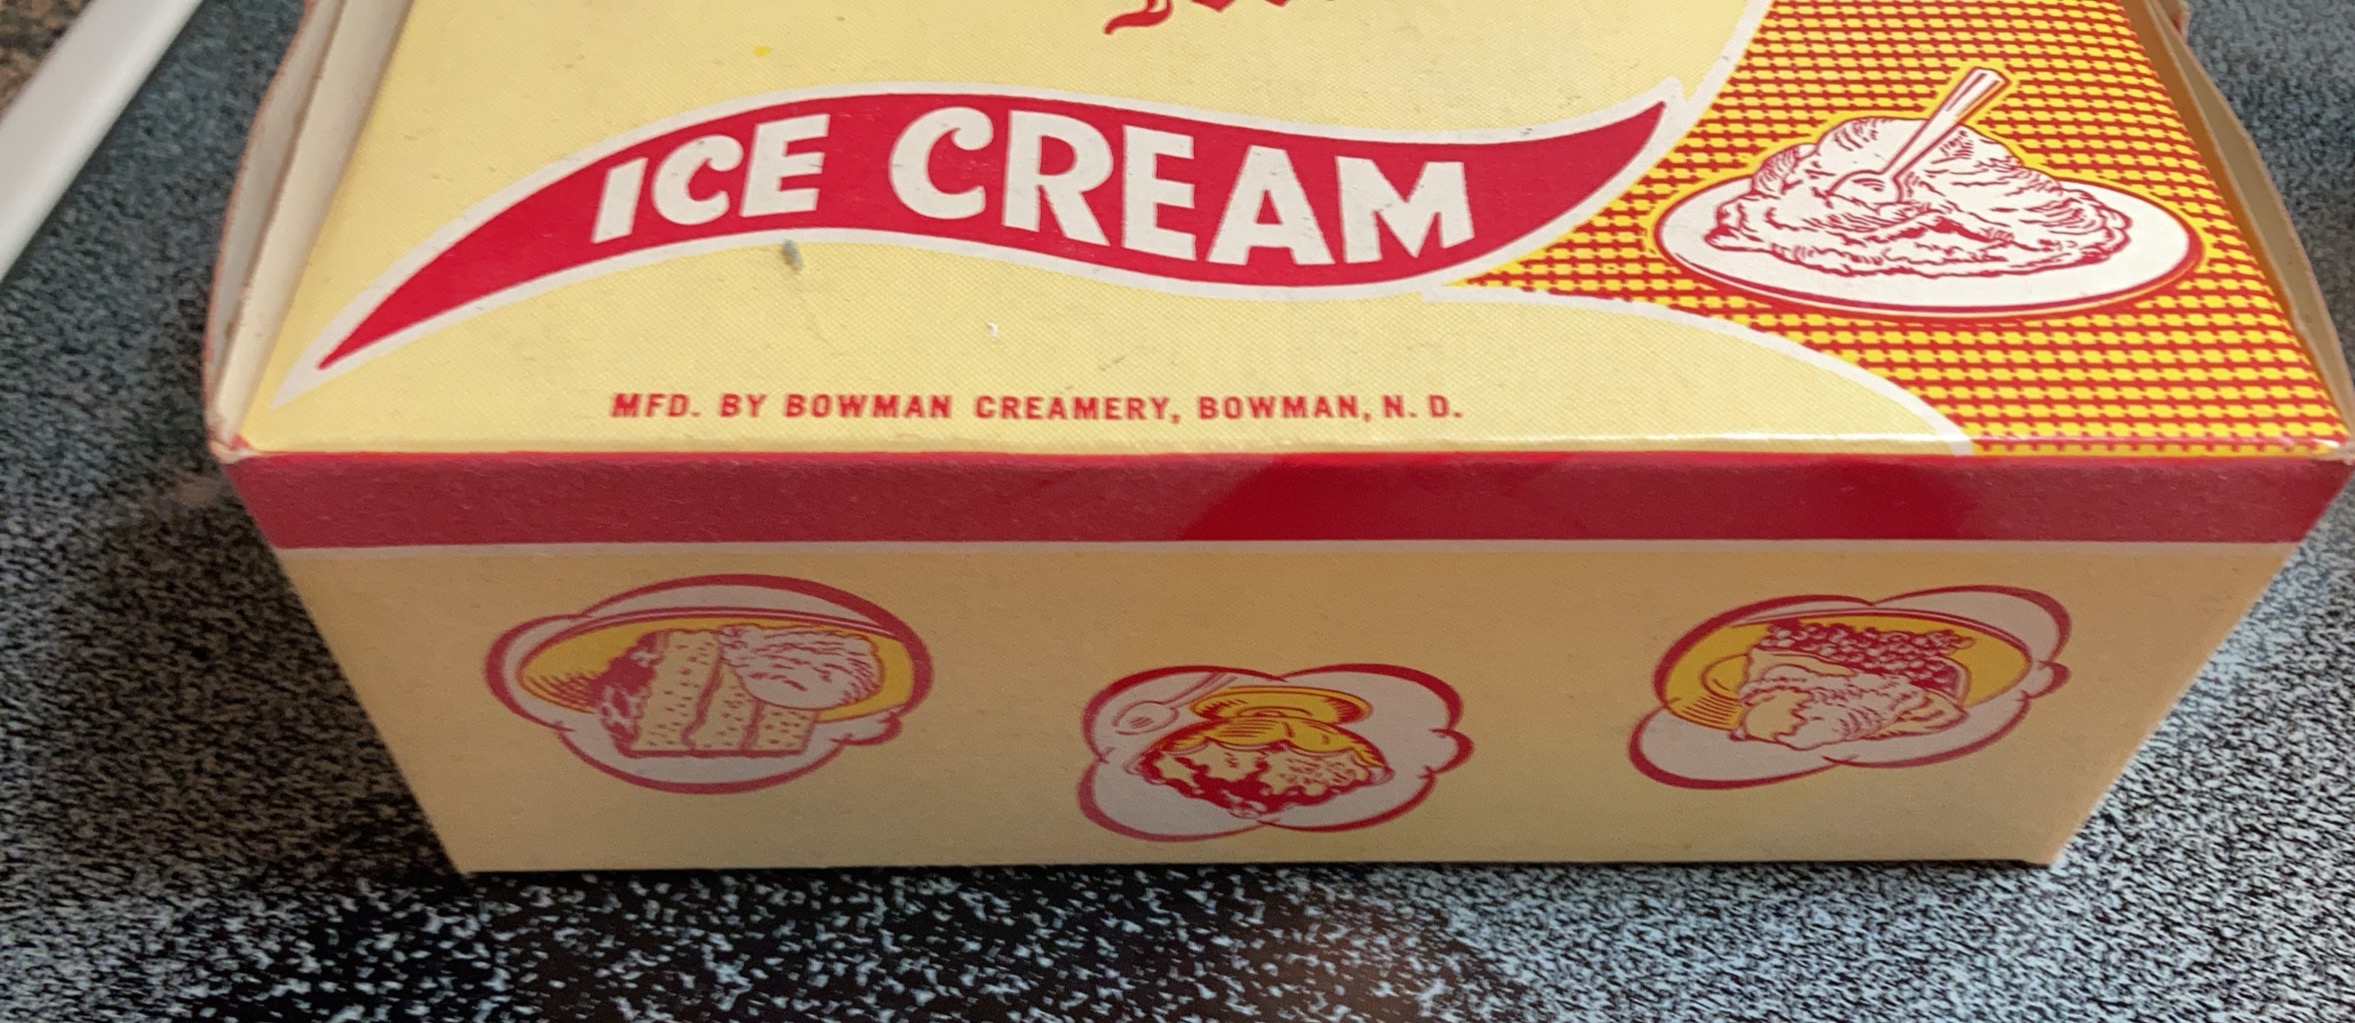 ICE CREAM
MFD. BY BOWMAN CREAMERY, BOWMAN, N. D.